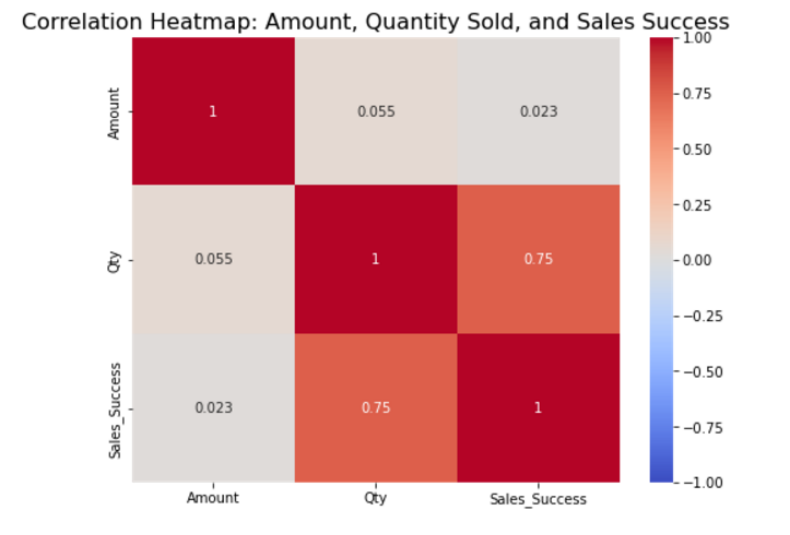 Correlation Heatmap: Amount, Quantity Sold, and Sales Success
1.00
Amount
1
0.055
0.023
0.75
0.50
0.25
Qty
0.055
1
0.75
0.00
−0.25
Sales_Success
0.023
0.75
1
−0.50
−0.75
−1.00
Amount
Qty
Sales_Success